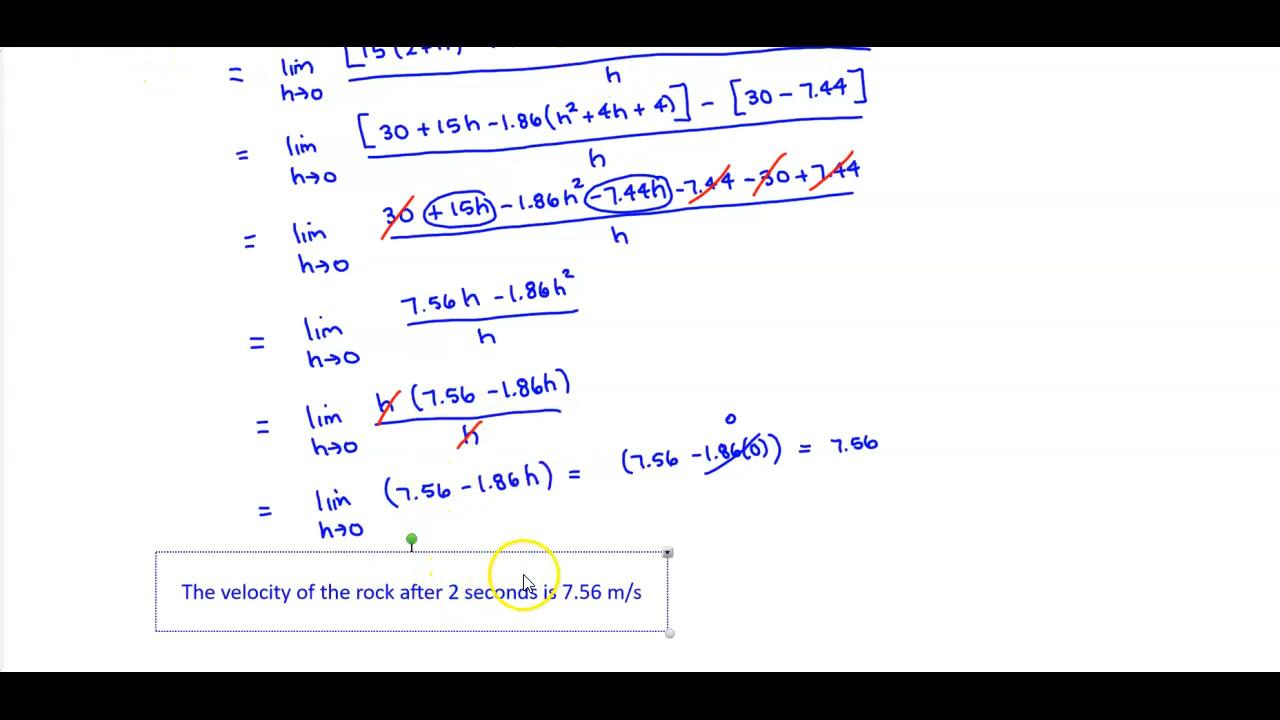 = lim h→0 [15(2+h) / h
= lim h→0 [30 + 15h − 1.86(h² + 4h + 4)] − [30 − 7.44] / h
= lim h→0 30 + 15h − 1.86h² − 7.44h − 7.44 − 30 + 7.44 / h
= lim h→0 7.56h − 1.86h² / h
= lim h→0 h (7.56 − 1.86h) / h
0
= lim h→0 (7.56 − 1.86h) = (7.56 − 1.86(0)) = 7.56
The velocity of the rock after 2 seconds is 7.56 m/s